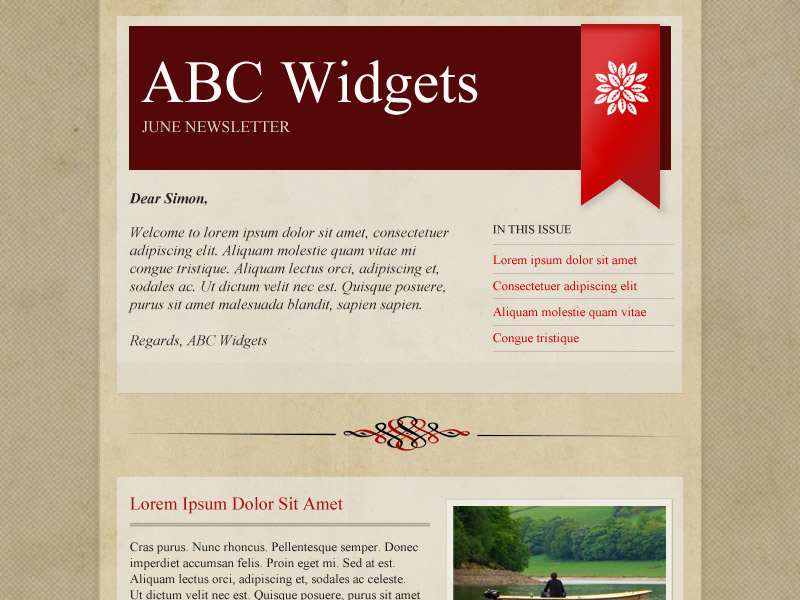 ABC Widgets
JUNE NEWSLETTER
Dear Simon,
Welcome to lorem ipsum dolor sit amet, consectetuer
adipiscing elit. Aliquam molestie quam vitae mi
congue tristique. Aliquam lectus orci, adipiscing et,
sodales ac. Ut dictum velit nec est. Quisque posuere,
purus sit amet malesuada blandit, sapien sapien.
Regards, ABC Widgets
IN THIS ISSUE
Lorem ipsum dolor sit amet
Consectetuer adipiscing elit
Aliquam molestie quam vitae
Congue tristique
Lorem Ipsum Dolor Sit Amet
Cras purus. Nunc rhoncus. Pellentesque semper. Donec
imperdiet accumsan felis. Proin eget mi. Sed at est.
Aliquam lectus orci, adipiscing et, sodales ac celeste.
Ut dictum velit nec est. Quisque posuere, purus sit amet